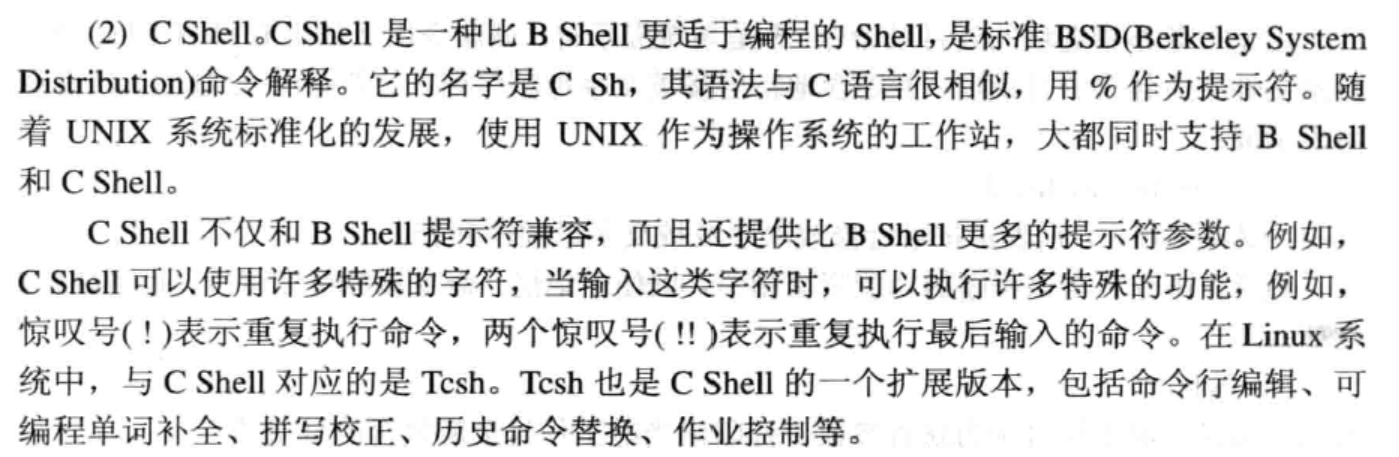 (2) C Shell。C Shell 是一种比 B Shell 更适于编程的 Shell,是标准 BSD(Berkeley System
Distribution)命令解释。它的名字是 C Sh，其语法与 C 语言很相似，用 % 作为提示符。随
着 UNIX 系统标准化的发展，使用 UNIX 作为操作系统的工作站，大都同时支持 B Shell
和 C Shell。
C Shell 不仅和 B Shell 提示符兼容，而且还提供比 B Shell 更多的提示符参数。例如，
C Shell 可以使用许多特殊的字符，当输入这类字符时，可以执行许多特殊的功能，例如，
惊叹号( ! )表示重复执行命令，两个惊叹号( !! )表示重复执行最后输入的命令。在 Linux 系
统中，与 C Shell 对应的是 Tcsh。Tcsh 也是 C Shell 的一个扩展版本，包括命令行编辑、可
编程单词补全、拼写校正、历史命令替换、作业控制等。